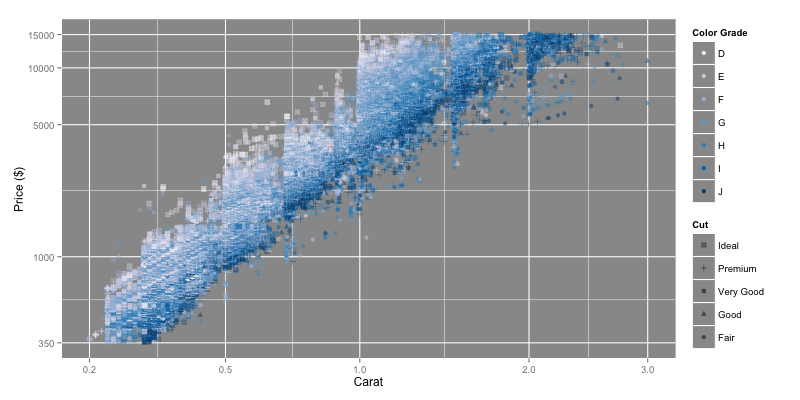 15000
10000
5000
1000
350
Price ($)
0.2
0.5
1.0
2.0
3.0
Carat
Color Grade
D
E
F
G
H
I
J
Cut
Ideal
Premium
Very Good
Good
Fair